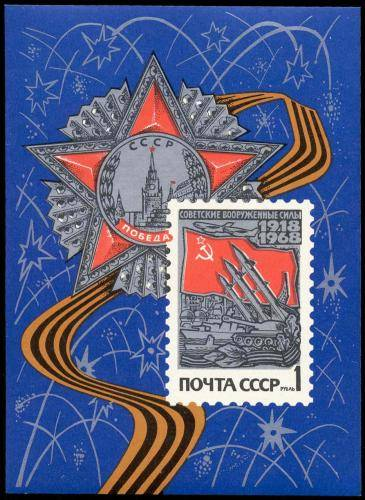 СССР
ПОБЕДА
СОВЕТСКИЕ ВООРУЖЕННЫЕ СИЛЫ
1918
1968
ПОЧТА СССР РУБЛЬ 1